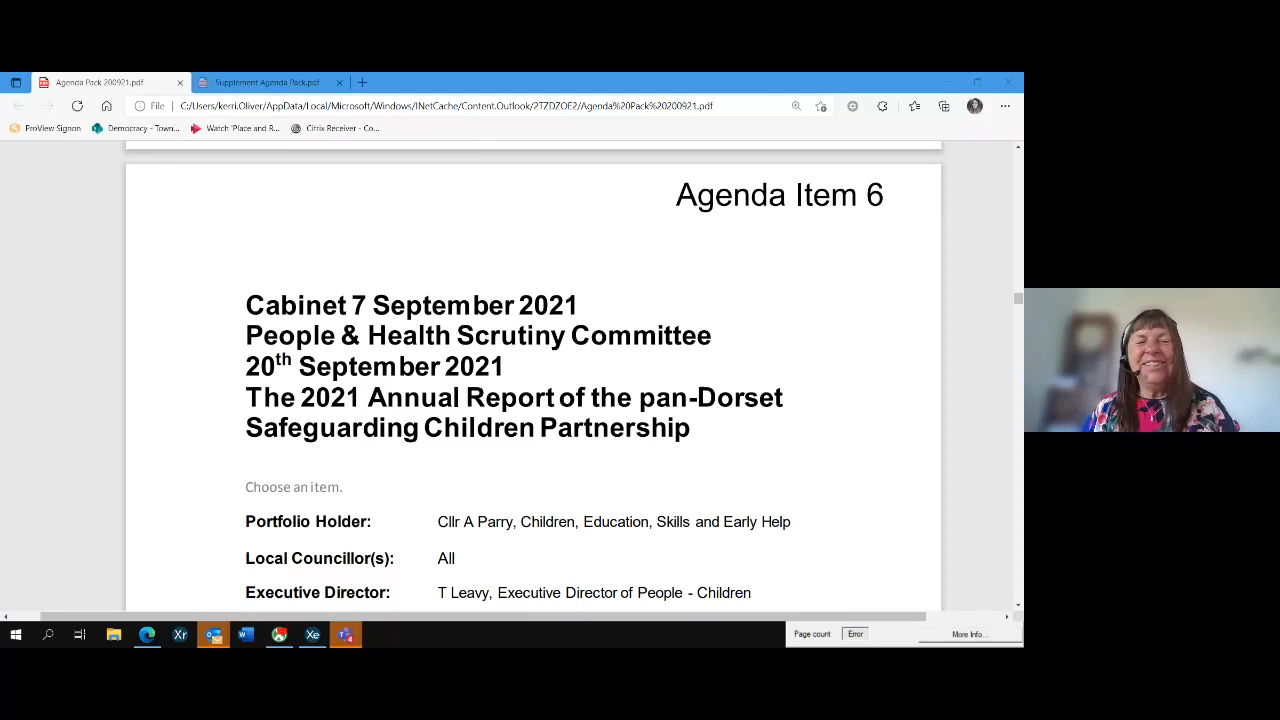 Agenda Pack 200921.pdf
Supplement Agenda Pack.pdf
File
C:/Users/kerri.Oliver/AppData/Local/Microsoft/Windows/INetCache/Content.Outlook/2TZDZOE2/Agenda%20Pack%20200921.pdf
ProView Signon
Democracy - Town...
Watch 'Place and R...
Citrix Receiver - Co...
Agenda Item 6
Cabinet 7 September 2021
People & Health Scrutiny Committee
20th September 2021
The 2021 Annual Report of the pan-Dorset
Safeguarding Children Partnership
Choose an item.
Portfolio Holder: Cllr A Parry, Children, Education, Skills and Early Help
Local Councillor(s): All
Executive Director: T Leavy, Executive Director of People - Children
Xr
Xe
Page count Error More Info...